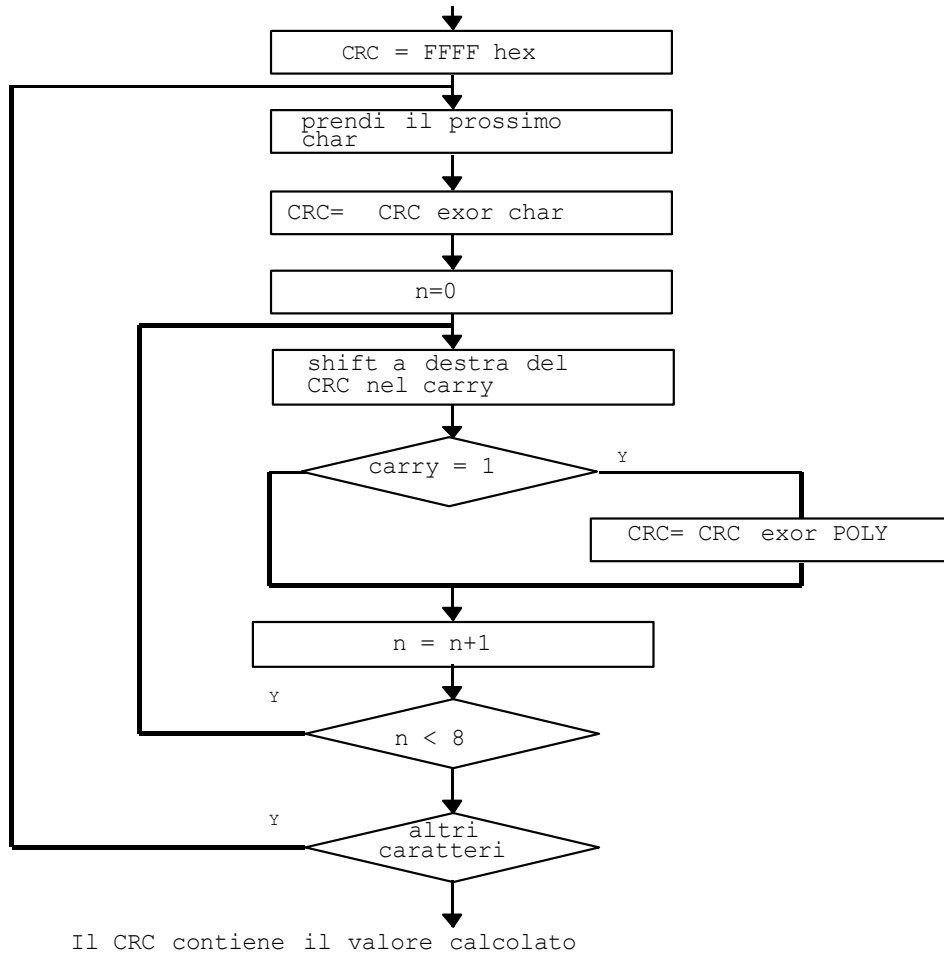 CRC = FFFF hex
prendi il prossimo
char
CRC= CRC exor char
n=0
shift a destra del
CRC nel carry
carry = 1
Y
CRC= CRC exor POLY
n = n+1
Y
n < 8
Y
altri
caratteri
Il CRC contiene il valore calcolato